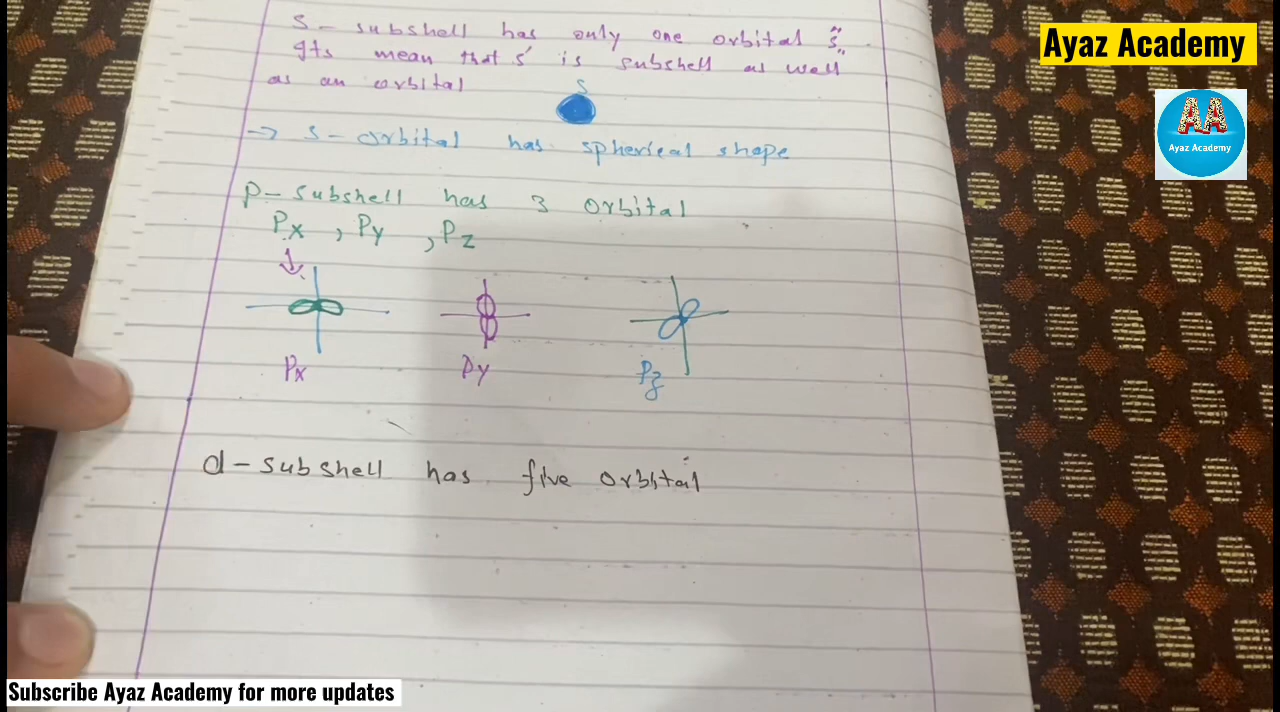 S - subshell has only one orbital "s"
Its mean that s is subshell as well
as an orbital
S
→ s - orbital has spherical shape
P - subshell has 3 orbital
Px , Py , Pz
Px Py Pz
d - subshell has five orbital
Ayaz Academy
AA
Ayaz Academy
Subscribe Ayaz Academy for more updates